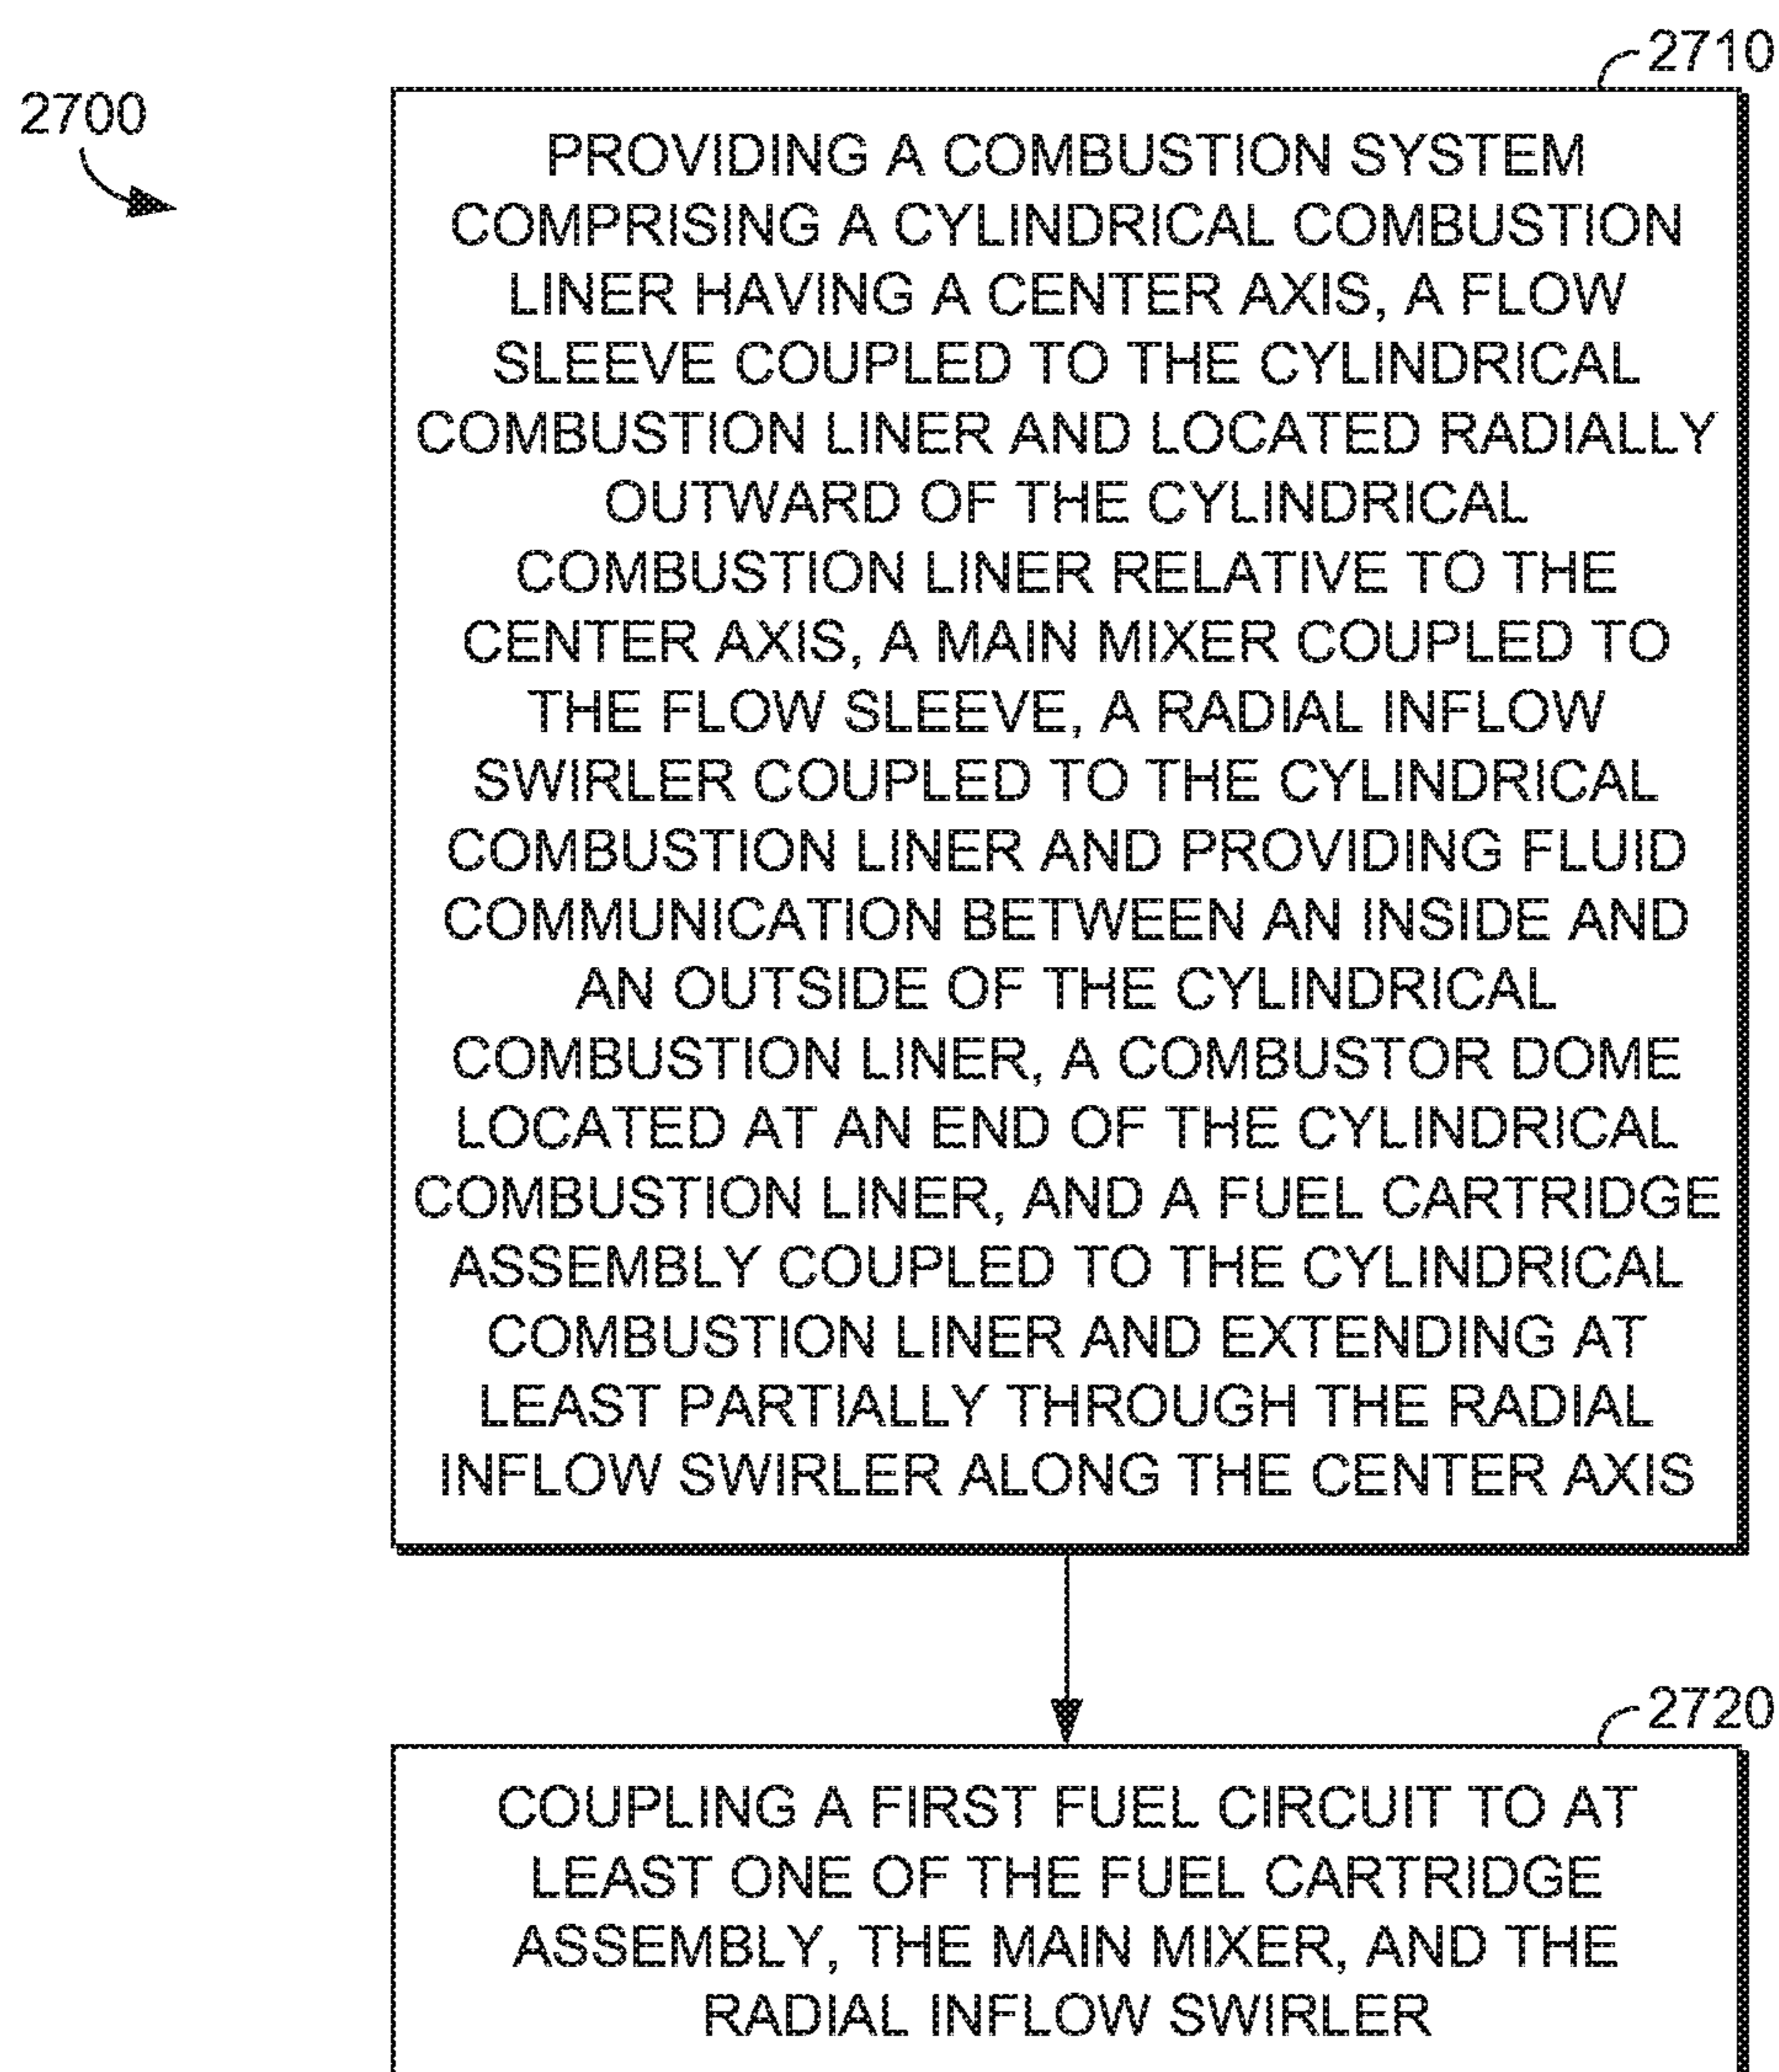 2700
2710
PROVIDING A COMBUSTION SYSTEM
COMPRISING A CYLINDRICAL COMBUSTION
LINER HAVING A CENTER AXIS, A FLOW
SLEEVE COUPLED TO THE CYLINDRICAL
COMBUSTION LINER AND LOCATED RADIALLY
OUTWARD OF THE CYLINDRICAL
COMBUSTION LINER RELATIVE TO THE
CENTER AXIS, A MAIN MIXER COUPLED TO
THE FLOW SLEEVE, A RADIAL INFLOW
SWIRLER COUPLED TO THE CYLINDRICAL
COMBUSTION LINER AND PROVIDING FLUID
COMMUNICATION BETWEEN AN INSIDE AND
AN OUTSIDE OF THE CYLINDRICAL
COMBUSTION LINER, A COMBUSTOR DOME
LOCATED AT AN END OF THE CYLINDRICAL
COMBUSTION LINER, AND A FUEL CARTRIDGE
ASSEMBLY COUPLED TO THE CYLINDRICAL
COMBUSTION LINER AND EXTENDING AT
LEAST PARTIALLY THROUGH THE RADIAL
INFLOW SWIRLER ALONG THE CENTER AXIS
2720
COUPLING A FIRST FUEL CIRCUIT TO AT
LEAST ONE OF THE FUEL CARTRIDGE
ASSEMBLY, THE MAIN MIXER, AND THE
RADIAL INFLOW SWIRLER